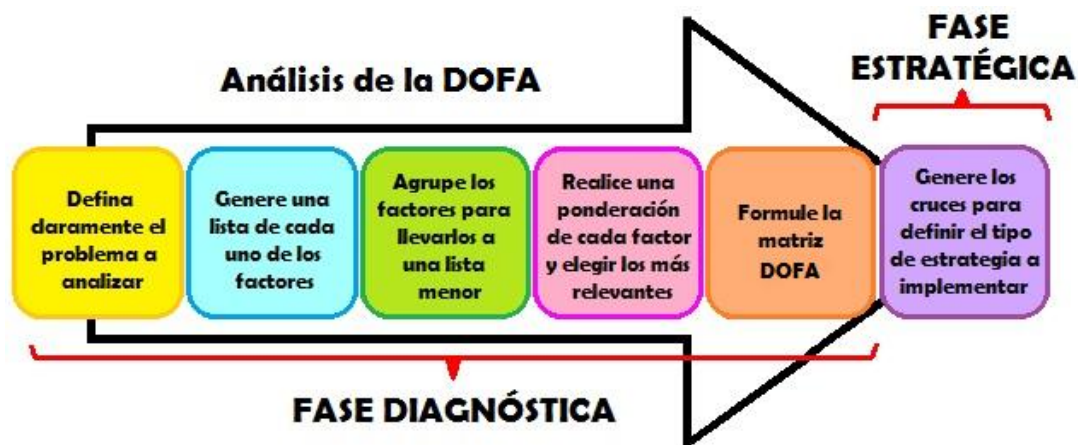 FASE
ESTRATÉGICA
Análisis de la DOFA
Defina
daramente el
problema a
analizar
Genere una
lista de cada
uno de los
factores
Agrupe los
factores para
llevarlos a
una lista
menor
Realice una
ponderación
de cada factor
y elegir los más
relevantes
Formule la
matriz
DOFA
Genere los
cruces para
definir el tipo
de estrategia a
implementar
FASE DIAGNÓSTICA